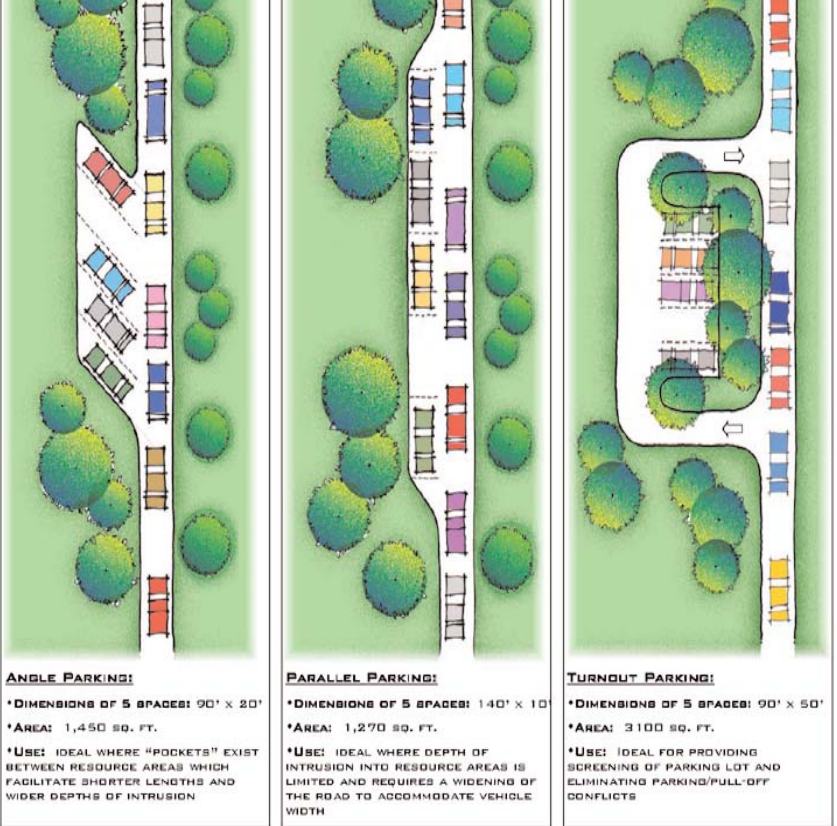 ANGLE PARKING:
*DIMENSIONS OF 5 SPACES: 90' x 20'
*AREA: 1,450 SQ. FT.
*USE: IDEAL WHERE "POCKETS" EXIST
BETWEEN RESOURCE AREAS WHICH
FACILITATE SHORTER LENGTHS AND
WIDER DEPTHS OF INTRUSION
PARALLEL PARKING:
*DIMENSIONS OF 5 SPACES: 140' x 10'
*AREA: 1,270 SQ. FT.
*USE: IDEAL WHERE DEPTH OF
INTRUSION INTO RESOURCE AREAS IS
LIMITED AND REQUIRES A WIDENING OF
THE ROAD TO ACCOMMODATE VEHICLE
WIDTH
TURNOUT PARKING:
*DIMENSIONS OF 5 SPACES: 90' x 50'
*AREA: 3100 SQ. FT.
*USE: IDEAL FOR PROVIDING
SCREENING OF PARKING LOT AND
ELIMINATING PARKING/PULL-OFF
CONFLICTS